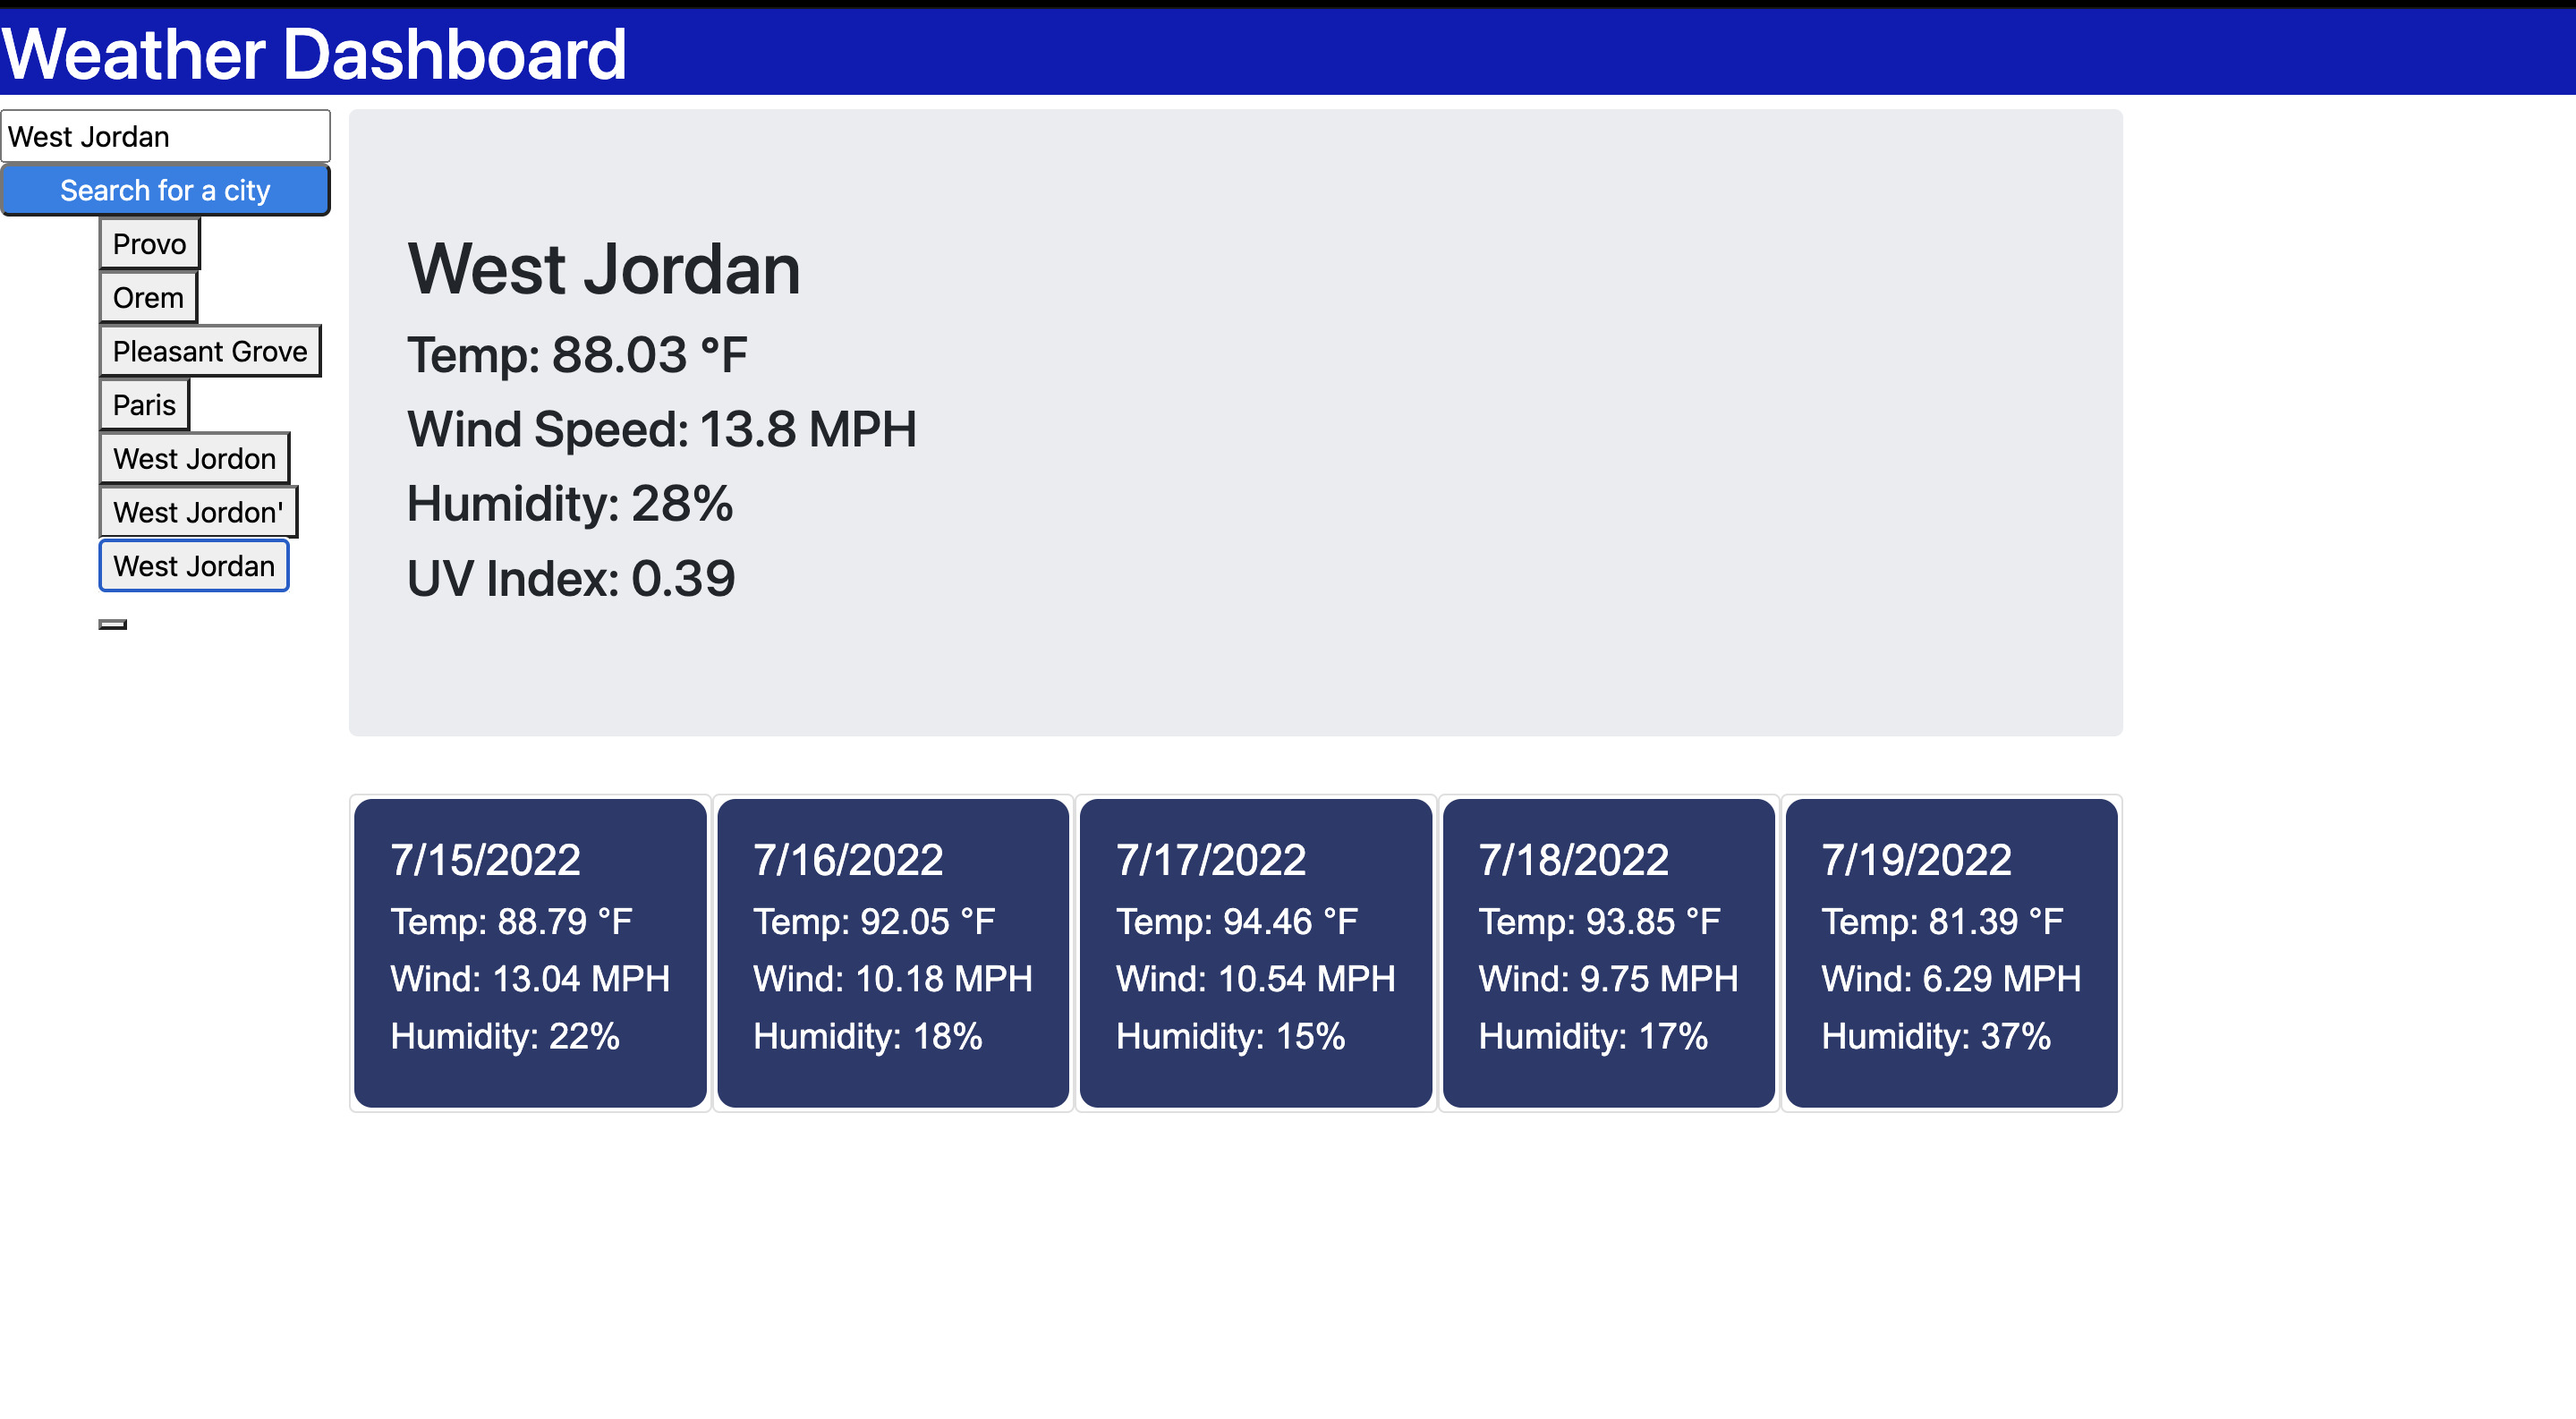 Weather Dashboard
West Jordan
Search for a city
Provo
Orem
Pleasant Grove
Paris
West Jordon
West Jordon'
West Jordan
West Jordan
Temp: 88.03 °F
Wind Speed: 13.8 MPH
Humidity: 28%
UV Index: 0.39
7/15/2022
Temp: 88.79 °F
Wind: 13.04 MPH
Humidity: 22%
7/16/2022
Temp: 92.05 °F
Wind: 10.18 MPH
Humidity: 18%
7/17/2022
Temp: 94.46 °F
Wind: 10.54 MPH
Humidity: 15%
7/18/2022
Temp: 93.85 °F
Wind: 9.75 MPH
Humidity: 17%
7/19/2022
Temp: 81.39 °F
Wind: 6.29 MPH
Humidity: 37%